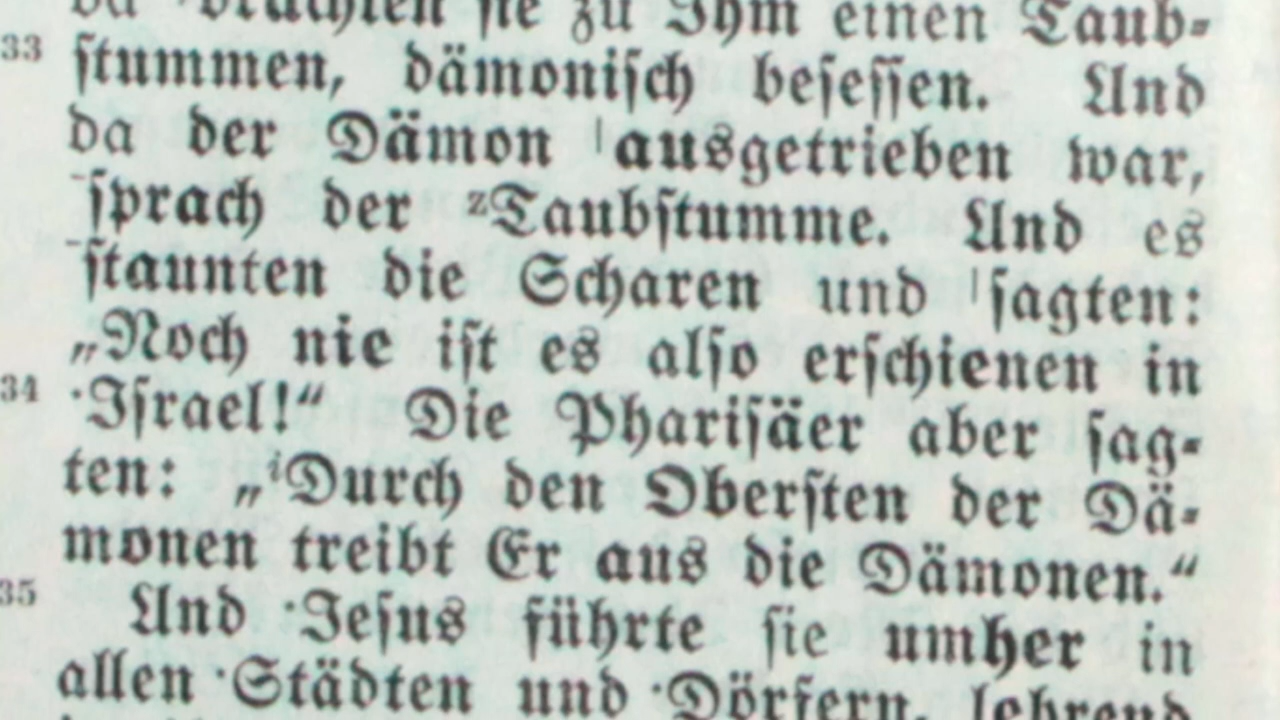 da ·brachten sie zu Ihm einen Taub-
33 stummen, dämonisch besessen. Und
da der Dämon |ausgetrieben war,
¯sprach der ᶻTaubstumme. Und es
¯staunten die Scharen und |sagten:
„Noch nie ist es also erschienen in
34 ·Israel!“ Die Pharisäer aber sag-
ten: „ⁱDurch den Obersten der Dä-
monen treibt Er aus die Dämonen.“
35 Und ·Jesus führte sie umher in
allen ·Städten und ·Dörfern, lehrend